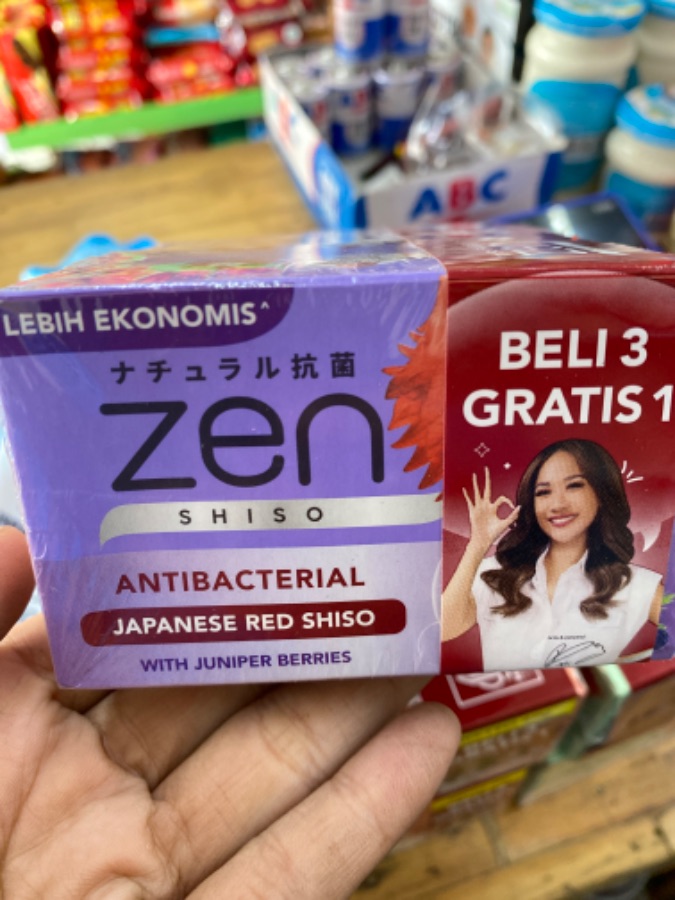 ABC
LEBIH EKONOMIS^
ナチュラル抗菌
zen
SHISO
ANTIBACTERIAL
JAPANESE RED SHISO
WITH JUNIPER BERRIES
BELI 3
GRATIS 1